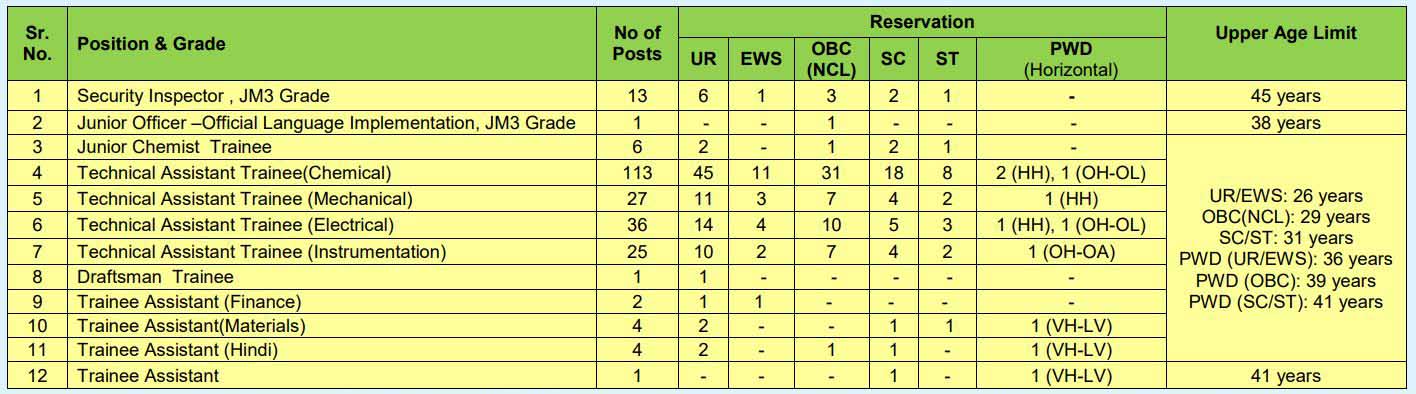 Sr. No. Position & Grade No of Posts Reservation Upper Age Limit
UR EWS OBC (NCL) SC ST PWD (Horizontal)
1 Security Inspector , JM3 Grade 13 6 1 3 2 1 - 45 years
2 Junior Officer –Official Language Implementation, JM3 Grade 1 - - 1 - - - 38 years
3 Junior Chemist Trainee 6 2 - 1 2 1 -
4 Technical Assistant Trainee(Chemical) 113 45 11 31 18 8 2 (HH), 1 (OH-OL)
5 Technical Assistant Trainee (Mechanical) 27 11 3 7 4 2 1 (HH)
6 Technical Assistant Trainee (Electrical) 36 14 4 10 5 3 1 (HH), 1 (OH-OL)
7 Technical Assistant Trainee (Instrumentation) 25 10 2 7 4 2 1 (OH-OA)
8 Draftsman Trainee 1 1 - - - - -
9 Trainee Assistant (Finance) 2 1 1 - - - -
10 Trainee Assistant(Materials) 4 2 - - 1 1 1 (VH-LV)
11 Trainee Assistant (Hindi) 4 2 - 1 1 - 1 (VH-LV)
UR/EWS: 26 years
OBC(NCL): 29 years
SC/ST: 31 years
PWD (UR/EWS): 36 years
PWD (OBC): 39 years
PWD (SC/ST): 41 years
12 Trainee Assistant 1 - - - 1 - 1 (VH-LV) 41 years